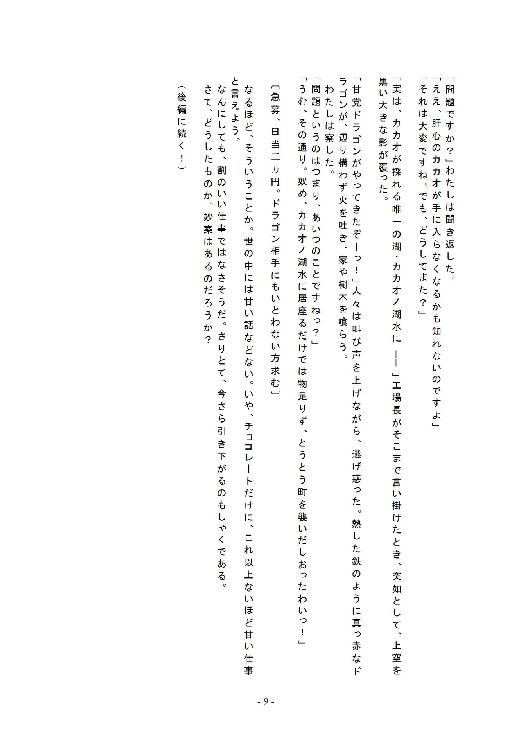 「問題ですか？」わたしは聞き返した。
「ええ、肝心のカカオが手に入らなくなるかも知れないのですよ」
「それは大変ですね。でも、どうしてまた？」
「実は、カカオが採れる唯一の湖・カカオノ湖水に ――」工場長がそこまで言い掛けたとき、突如として、上空を
黒い大きな影が覆った。
「甘党ドラゴンがやってきたぞーっ！」人々は叫び声を上げながら、逃げ惑った。熱した鉄のように真っ赤なド
ラゴンが、辺り構わず火を吐き、家や樹木を喰らう。
わたしは察した。
「問題というのはつまり、あいつのことですねっ？」
「うむ、その通り。奴め、カカオノ湖水に居座るだけでは物足りず、とうとう町を襲いだしおったわいっ！」
〔急募、日当二万円。ドラゴン相手にもいとわない方求む〕
なるほど、そういうことか。世の中には甘い話などない。いや、チョコレートだけに、これ以上ないほど甘い仕事
と言えよう。
なんにしても、割のいい仕事ではなさそうだ。さりとて、今さら引き下がるのもしゃくである。
さて、どうしたものか。妙案はあるのだろうか？
（後編に続く！）
- 9 -